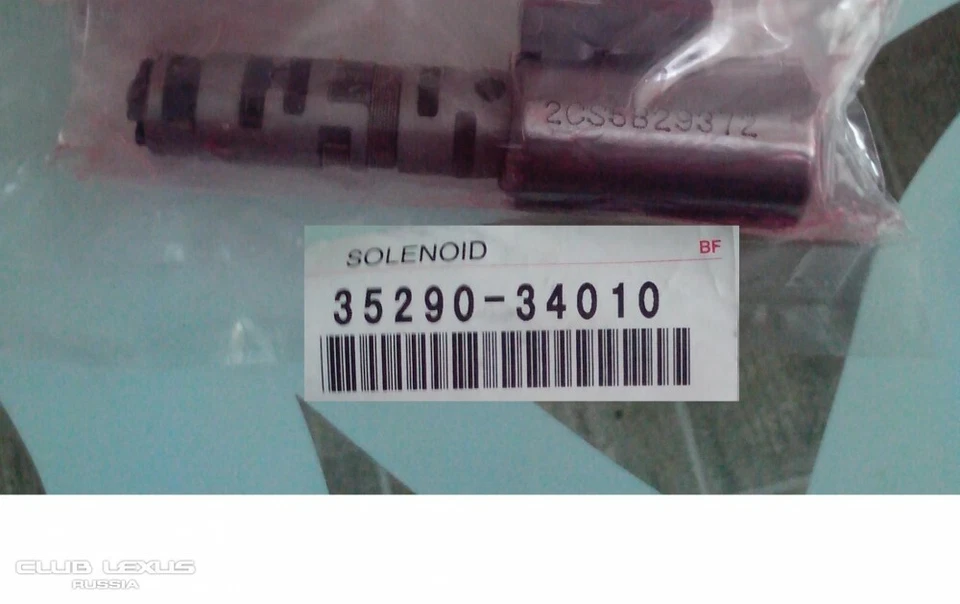 2CS6B29372
SOLENOID
BF
35290-34010
CLUB LEXUS
RUSSIA